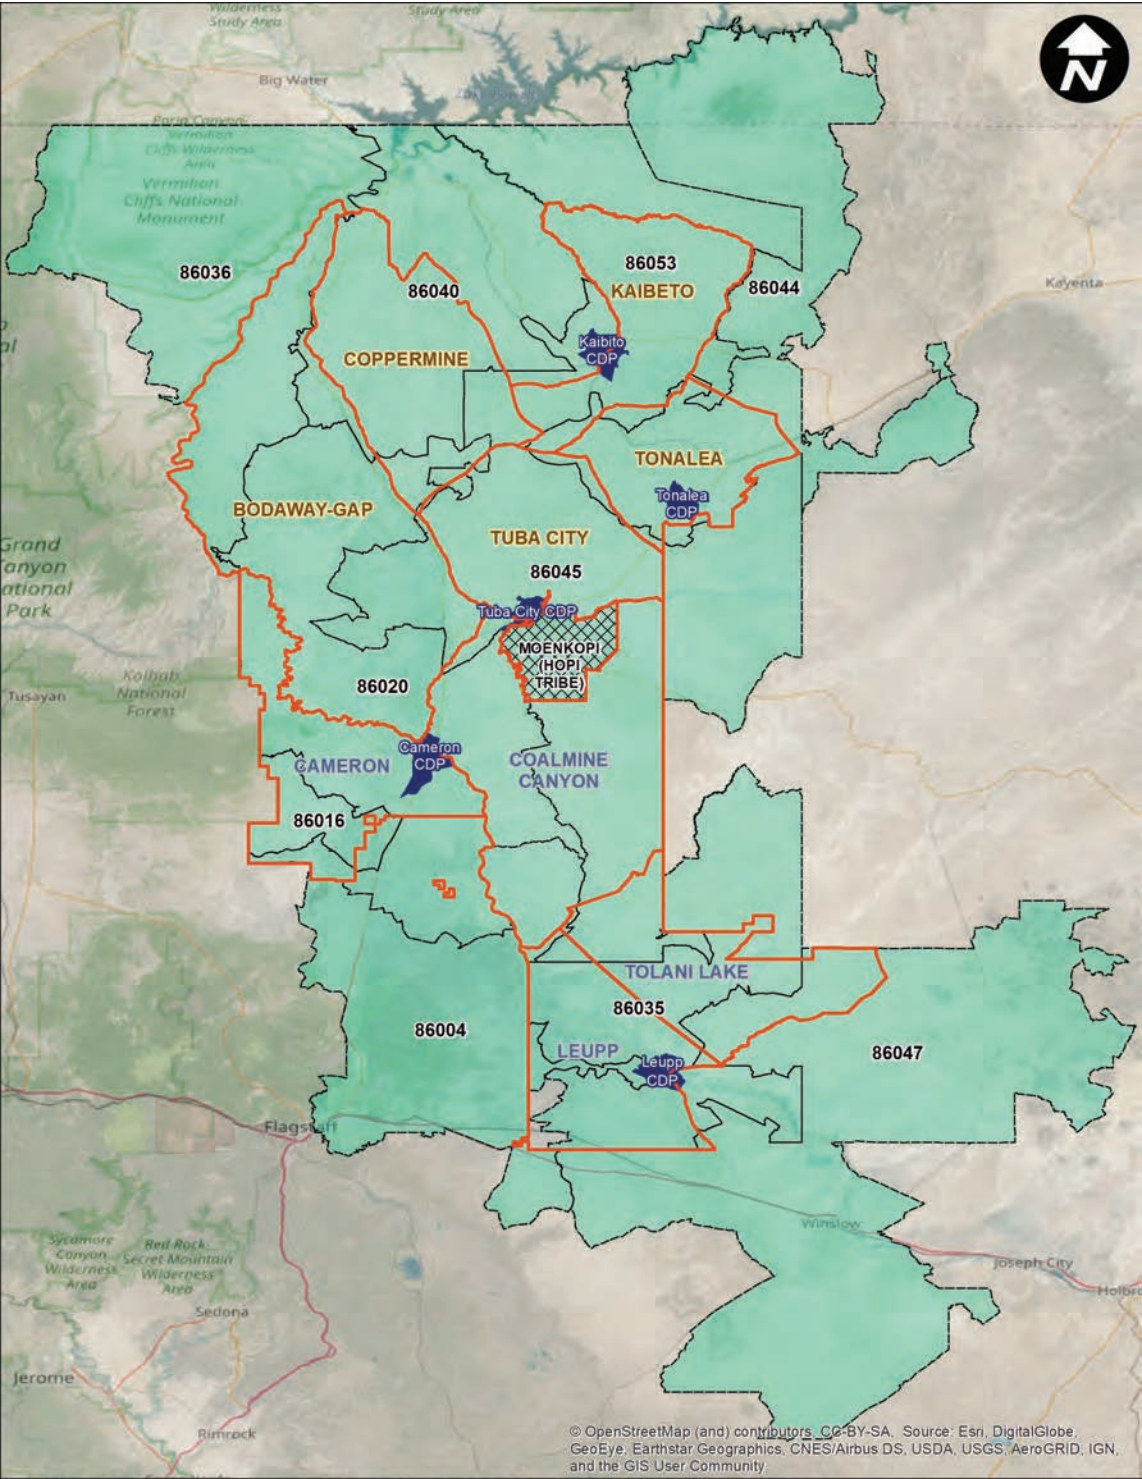 Wilderness
Study Area
Study Area
Big Water
N
Paria Canyon-
Vermilion
Cliffs Wilderness
Area
Vermilion
Cliffs National
Monument
86036
86040
86053
KAIBETO
86044
Kayenta
Kaibito
CDP
COPPERMINE
TONALEA
Tonalea
CDP
BODAWAY-GAP
TUBA CITY
86045
Grand
Canyon
National
Park
Tuba City CDP
MOENKOPI
(HOPI
TRIBE)
Kaibab
National
Forest
Tusayan
86020
Cameron
CDP
CAMERON
COALMINE
CANYON
86016
TOLANI LAKE
86035
86004
LEUPP
86047
Leupp
CDP
Flagstaff
Winslow
Sycamore
Canyon
Wilderness
Area
Red Rock
Secret Mountain
Wilderness
Area
Joseph City
Holbro
Sedona
Jerome
Rimrock
© OpenStreetMap (and) contributors, CC-BY-SA, Source: Esri, DigitalGlobe,
GeoEye, Earthstar Geographics, CNES/Airbus DS, USDA, USGS, AeroGRID, IGN,
and the GIS User Community